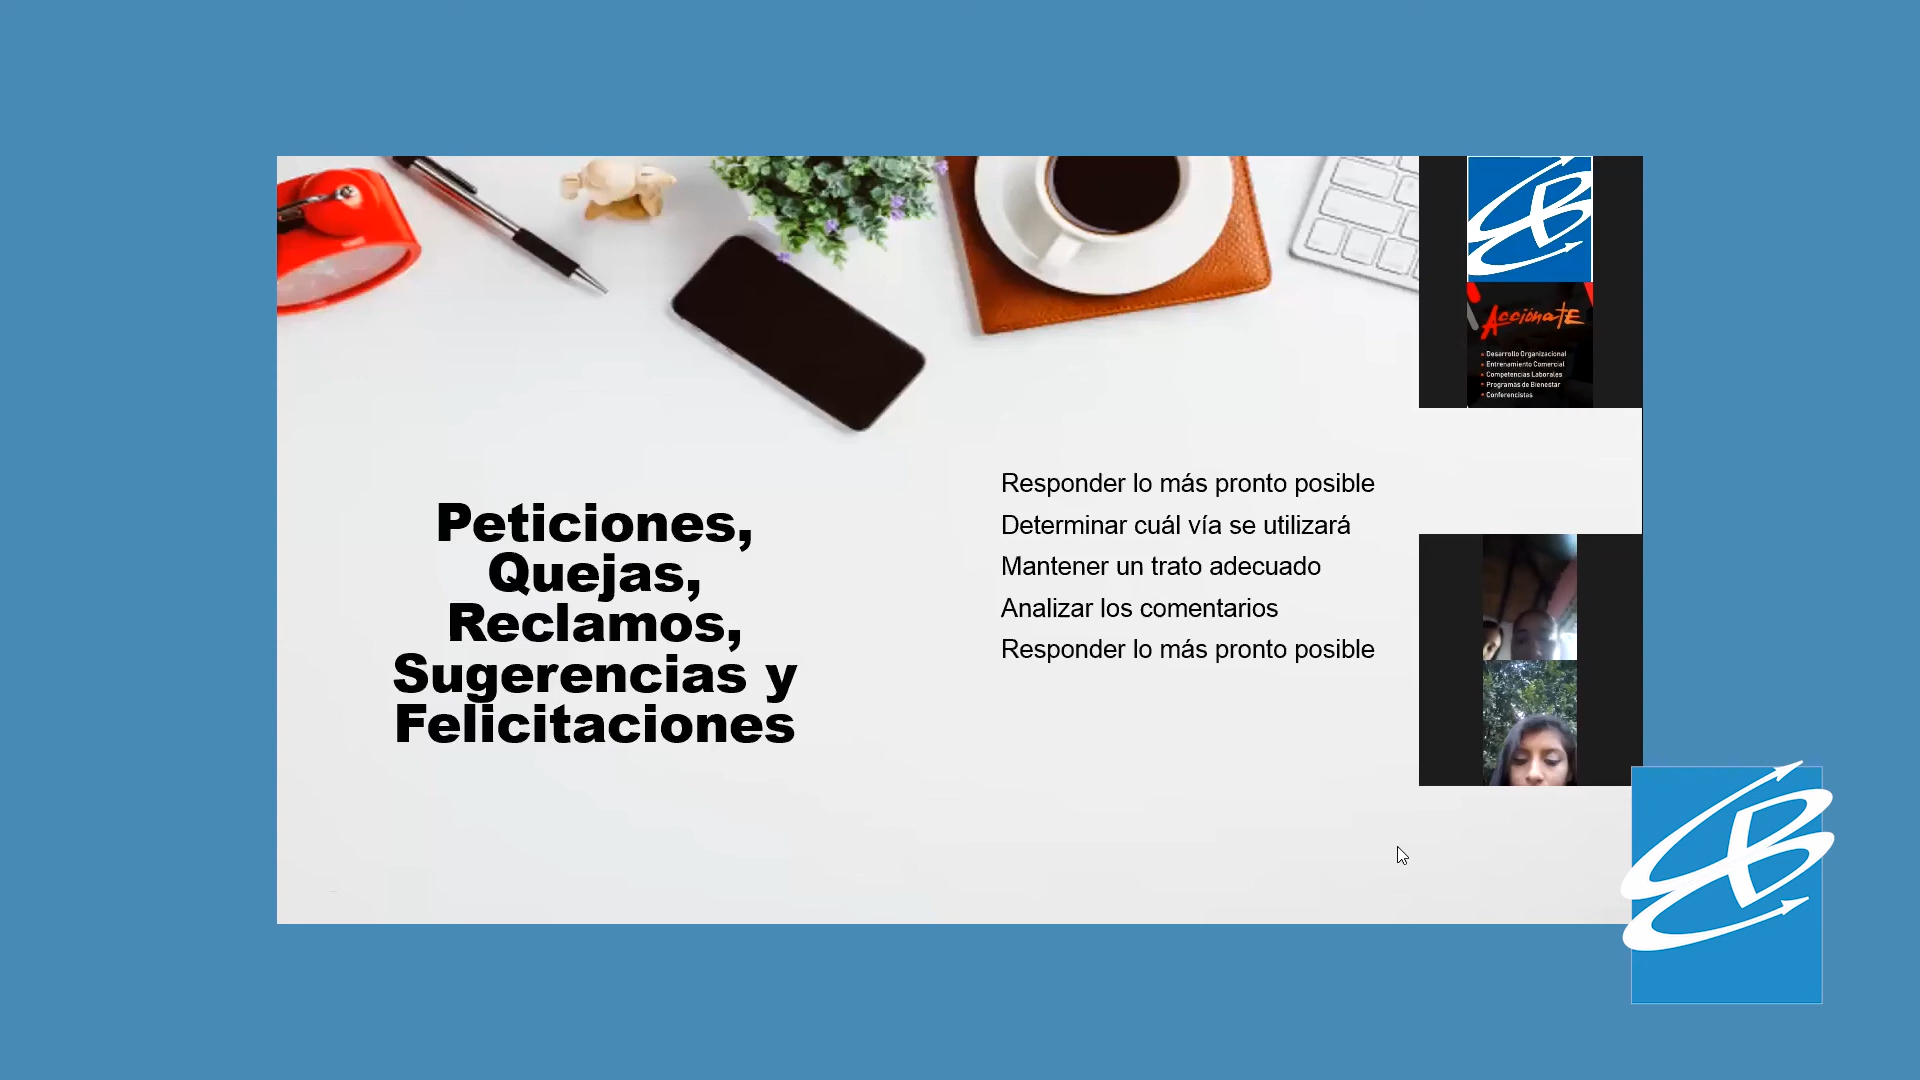 Peticiones,
Quejas,
Reclamos,
Sugerencias y
Felicitaciones
Responder lo más pronto posible
Determinar cuál vía se utilizará
Mantener un trato adecuado
Analizar los comentarios
Responder lo más pronto posible
AcciónatE
Desarrollo Organizacional
Entrenamiento Comercial
Competencias Laborales
Programas de Bienestar
Conferencistas